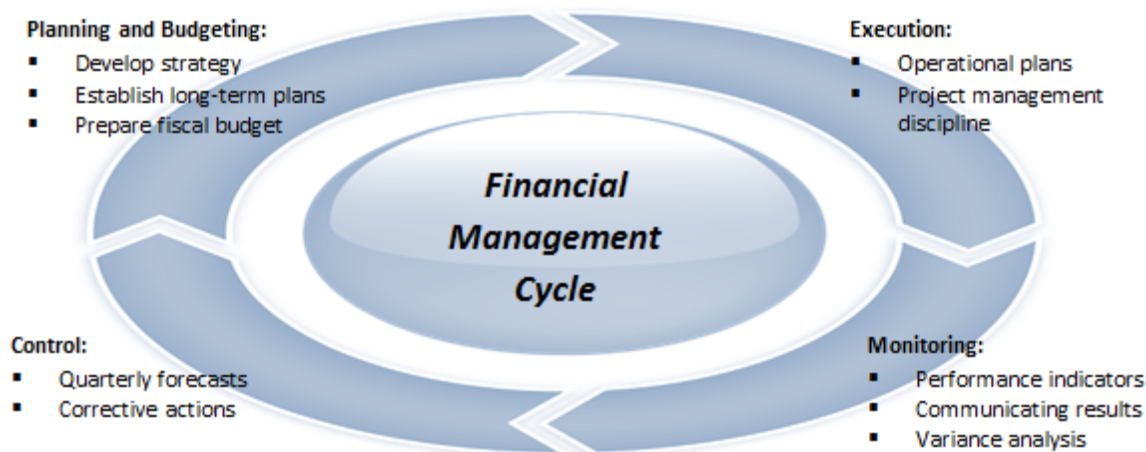 Planning and Budgeting:
▪ Develop strategy
▪ Establish long-term plans
▪ Prepare fiscal budget
Execution:
▪ Operational plans
▪ Project management
discipline
Financial
Management
Cycle
Control:
▪ Quarterly forecasts
▪ Corrective actions
Monitoring:
▪ Performance indicators
▪ Communicating results
▪ Variance analysis